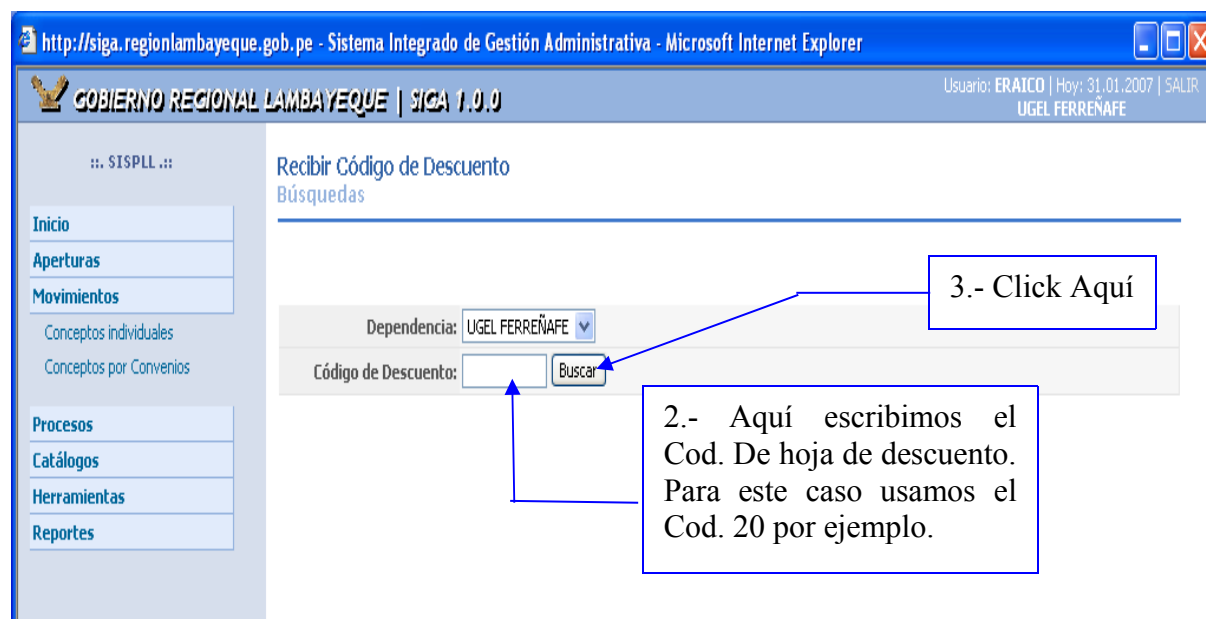 http://siga.regionlambayeque.gob.pe - Sistema Integrado de Gestión Administrativa - Microsoft Internet Explorer
GOBIERNO REGIONAL LAMBAYEQUE | SIGA 1.0.0
Usuario: ERAICO | Hoy: 31.01.2007 | SALIR
UGEL FERREÑAFE
::. SISPLL .::
Inicio
Aperturas
Movimientos
Conceptos individuales
Conceptos por Convenios
Procesos
Catálogos
Herramientas
Reportes
Recibir Código de Descuento
Búsquedas
3.- Click Aquí
Dependencia: UGEL FERREÑAFE
Código de Descuento: Buscar
2.- Aquí escribimos el
Cod. De hoja de descuento.
Para este caso usamos el
Cod. 20 por ejemplo.